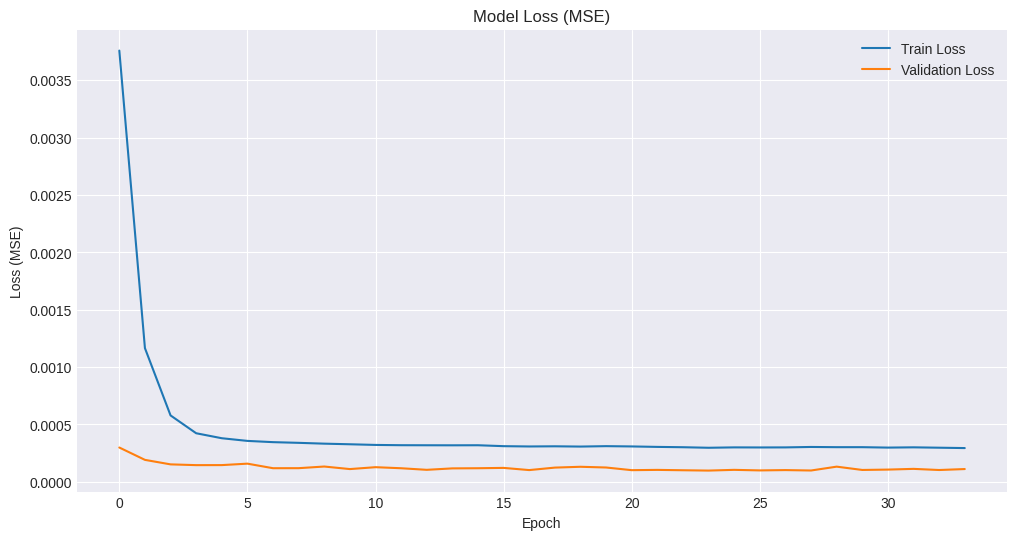 Model Loss (MSE)
Train Loss
Validation Loss
Loss (MSE)
0.0035
0.0030
0.0025
0.0020
0.0015
0.0010
0.0005
0.0000
0 5 10 15 20 25 30
Epoch